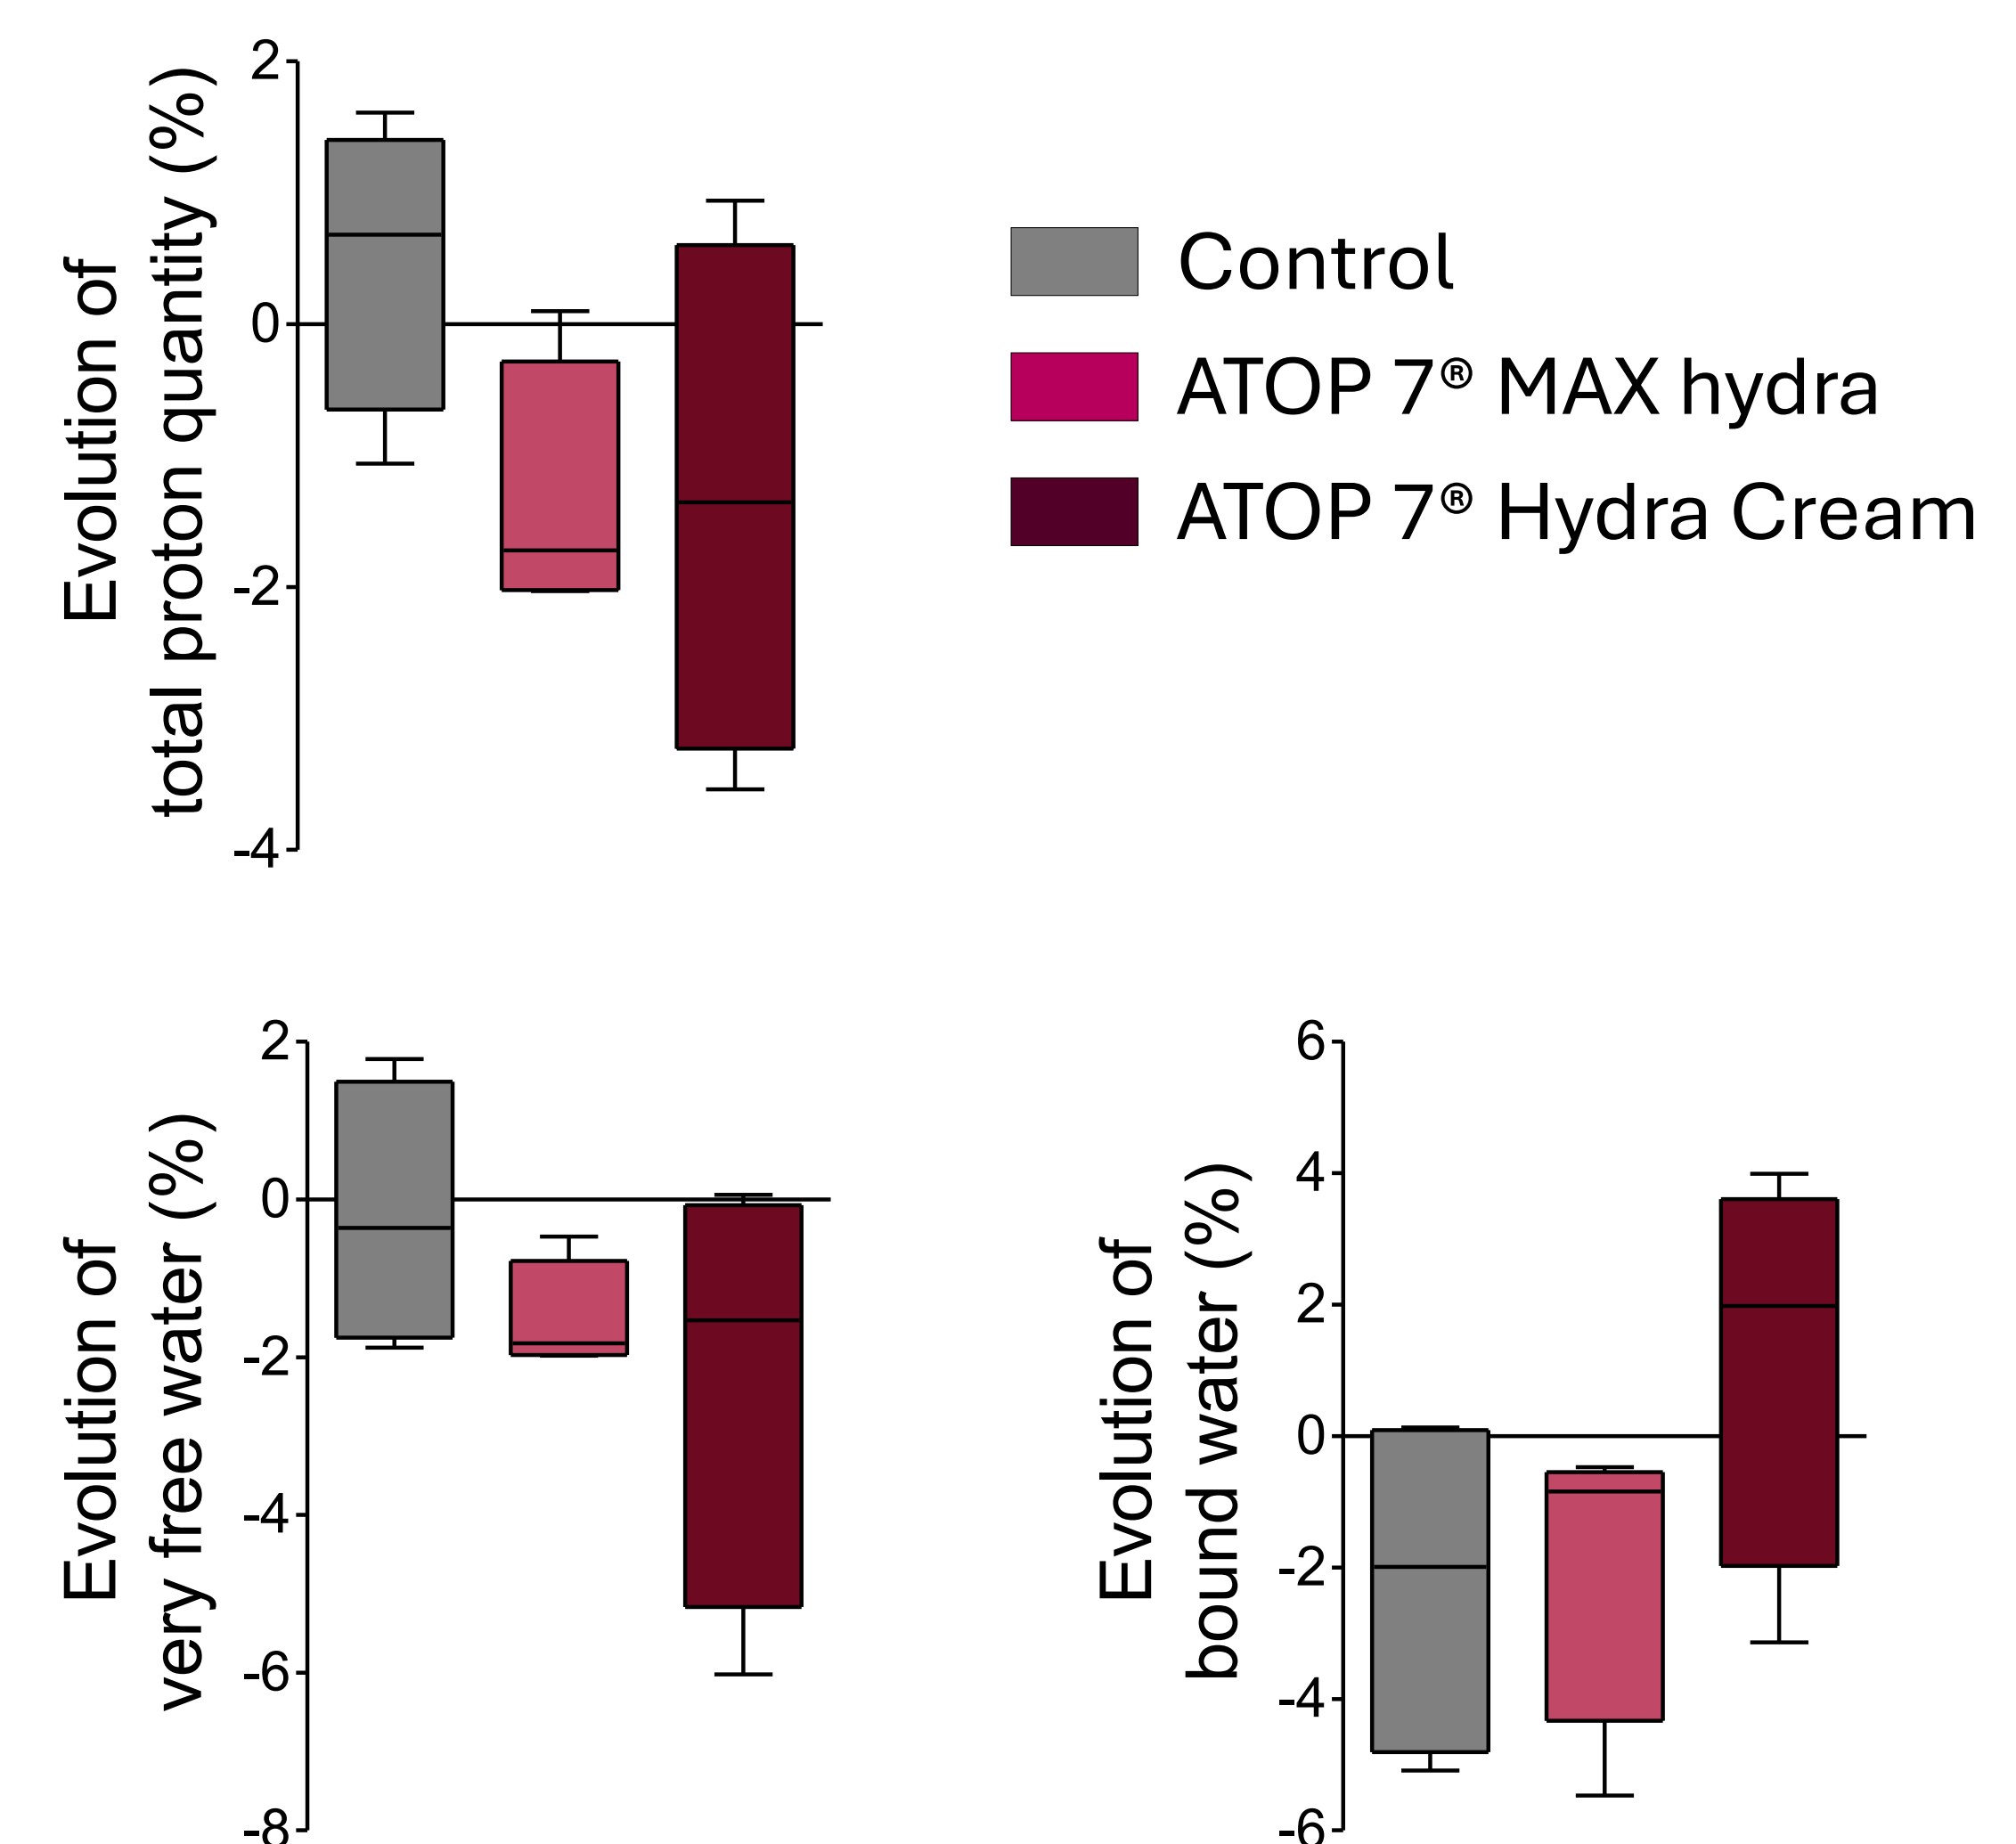 Evolution of
total proton quantity (%)
2
0
-2
-4
Control
ATOP 7® MAX hydra
ATOP 7® Hydra Cream
Evolution of
very free water (%)
2
0
-2
-4
-6
-8
Evolution of
bound water (%)
6
4
2
0
-2
-4
-6